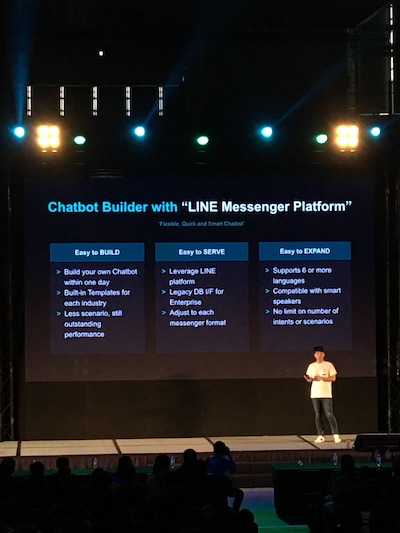 Chatbot Builder with “LINE Messenger Platform”
'Flexible, Quick and Smart Chatbot'
Easy to BUILD
> Build your own Chatbot
within one day
> Built-in Templates for
each industry
> Less scenario, still
outstanding
performance
Easy to SERVE
> Leverage LINE
platform
> Legacy DB I/F for
Enterprise
> Adjust to each
messenger format
Easy to EXPAND
> Supports 6 or more
languages
> Compatible with smart
speakers
> No limit on number of
intents or scenarios